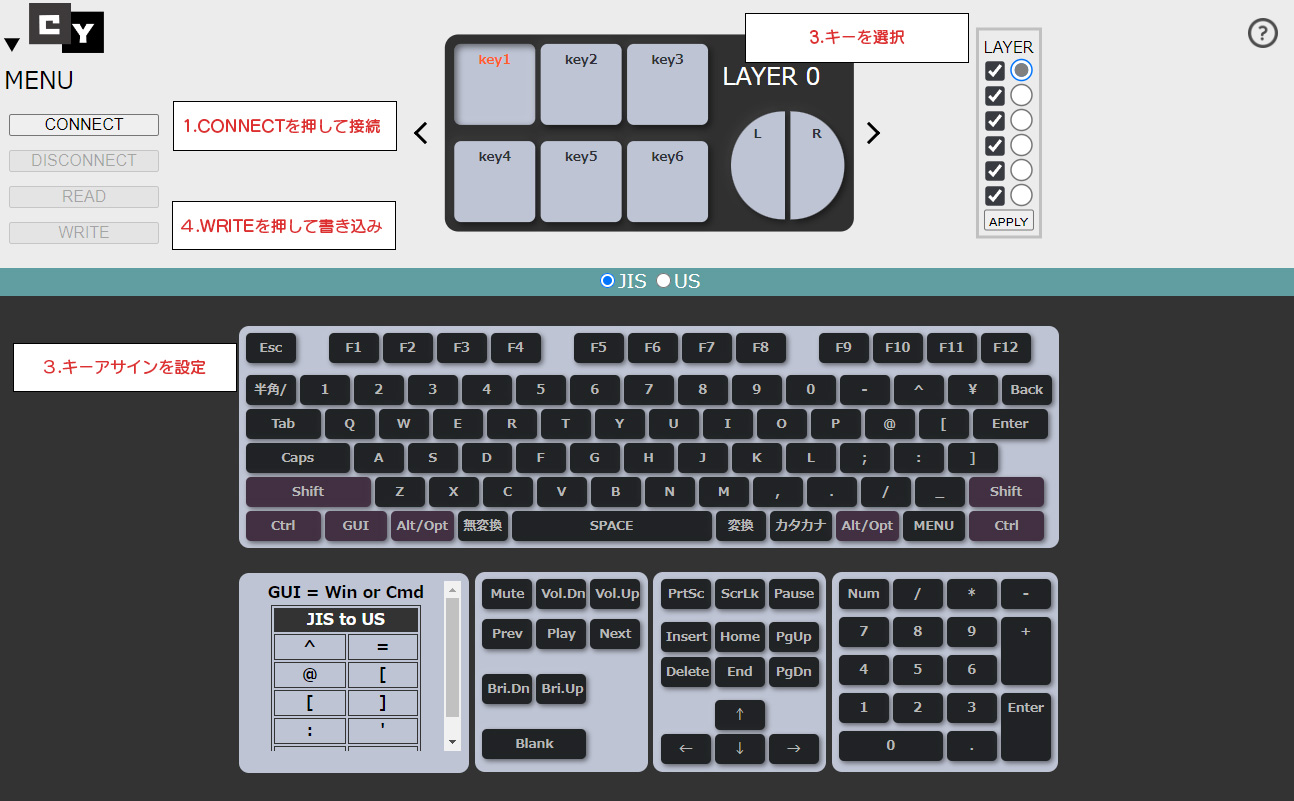 CY
▼
MENU
CONNECT
DISCONNECT
READ
WRITE
1.CONNECTを押して接続
4.WRITEを押して書き込み
key1 key2 key3
key4 key5 key6
3.キーを選択
LAYER 0
L R
LAYER
APPLY
?
JIS US
3.キーアサインを設定
Esc F1 F2 F3 F4 F5 F6 F7 F8 F9 F10 F11 F12
半角/ 1 2 3 4 5 6 7 8 9 0 - ^ ¥ Back
Tab Q W E R T Y U I O P @ [ Enter
Caps A S D F G H J K L ; : ]
Shift Z X C V B N M , . / _ Shift
Ctrl GUI Alt/Opt 無変換 SPACE 変換 カタカナ Alt/Opt MENU Ctrl
GUI = Win or Cmd
JIS to US
^ =
@ [
[ ]
: '
Mute Vol.Dn Vol.Up
Prev Play Next
Bri.Dn Bri.Up
Blank
PrtSc ScrLk Pause
Insert Home PgUp
Delete End PgDn
↑
← ↓ →
Num / * -
7 8 9 +
4 5 6
1 2 3 Enter
0 .